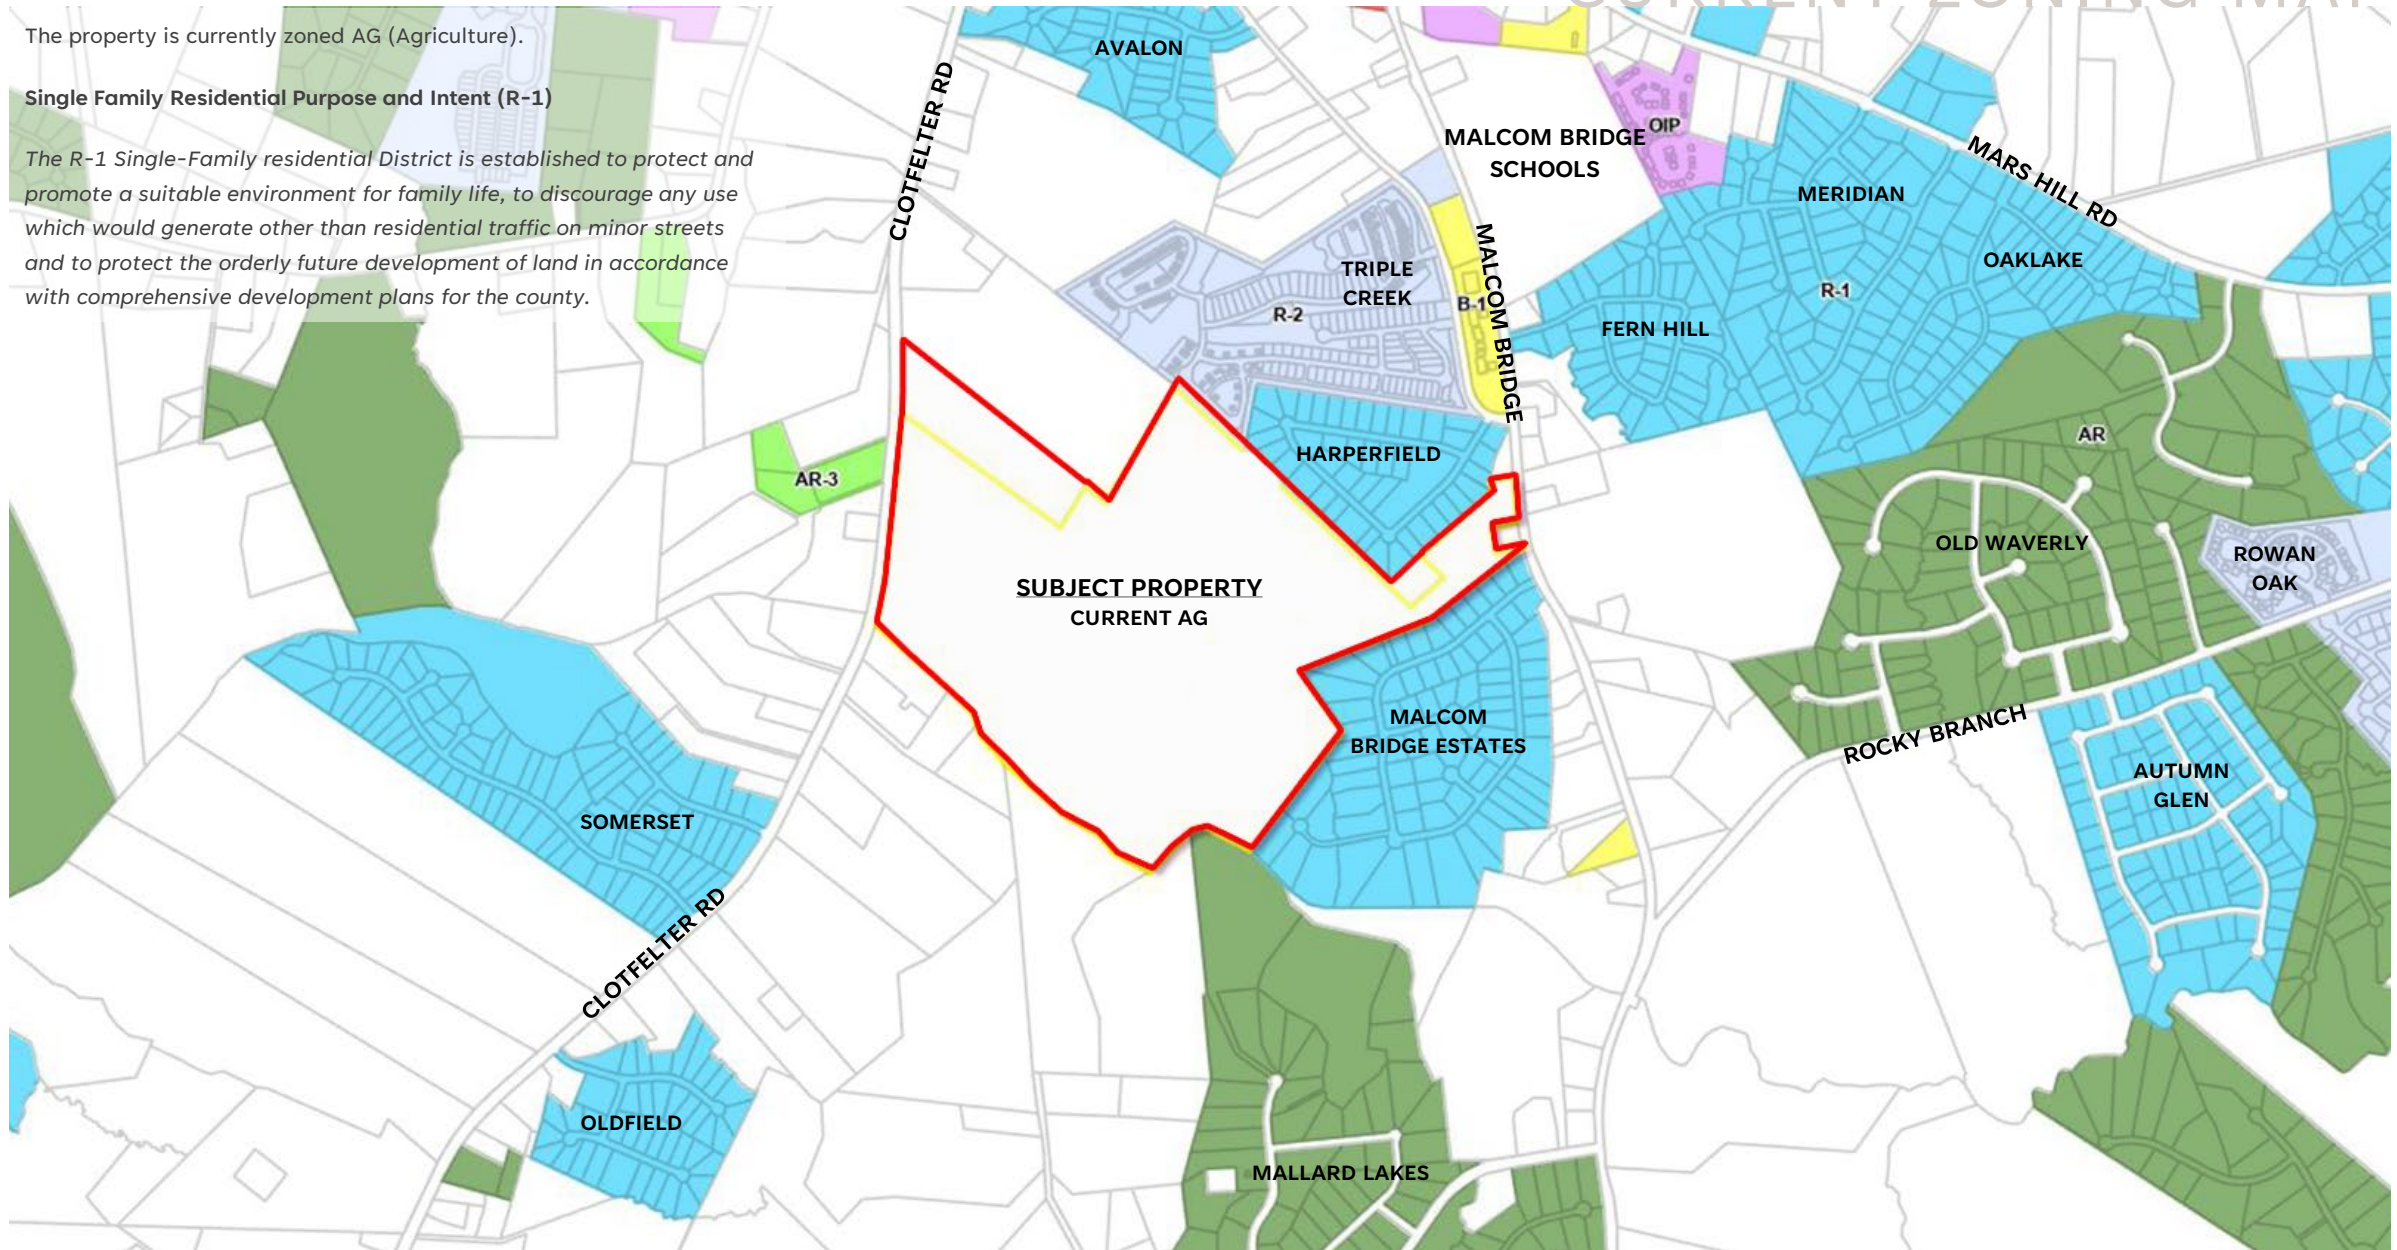 CURRENT ZONING MAP
The property is currently zoned AG (Agriculture).
Single Family Residential Purpose and Intent (R-1)
The R-1 Single-Family residential District is established to protect and
promote a suitable environment for family life, to discourage any use
which would generate other than residential traffic on minor streets
and to protect the orderly future development of land in accordance
with comprehensive development plans for the county.
AVALON
CLOTFELTER RD
MALCOM BRIDGE
SCHOOLS
OIP
MARS HILL RD
MERIDIAN
OAKLAKE
TRIPLE
CREEK
R-2
B-1
MALCOM BRIDGE
R-1
FERN HILL
HARPERFIELD
AR
AR-3
OLD WAVERLY
ROWAN
OAK
SUBJECT PROPERTY
CURRENT AG
MALCOM
BRIDGE ESTATES
ROCKY BRANCH
AUTUMN
GLEN
SOMERSET
CLOTFELTER RD
OLDFIELD
MALLARD LAKES